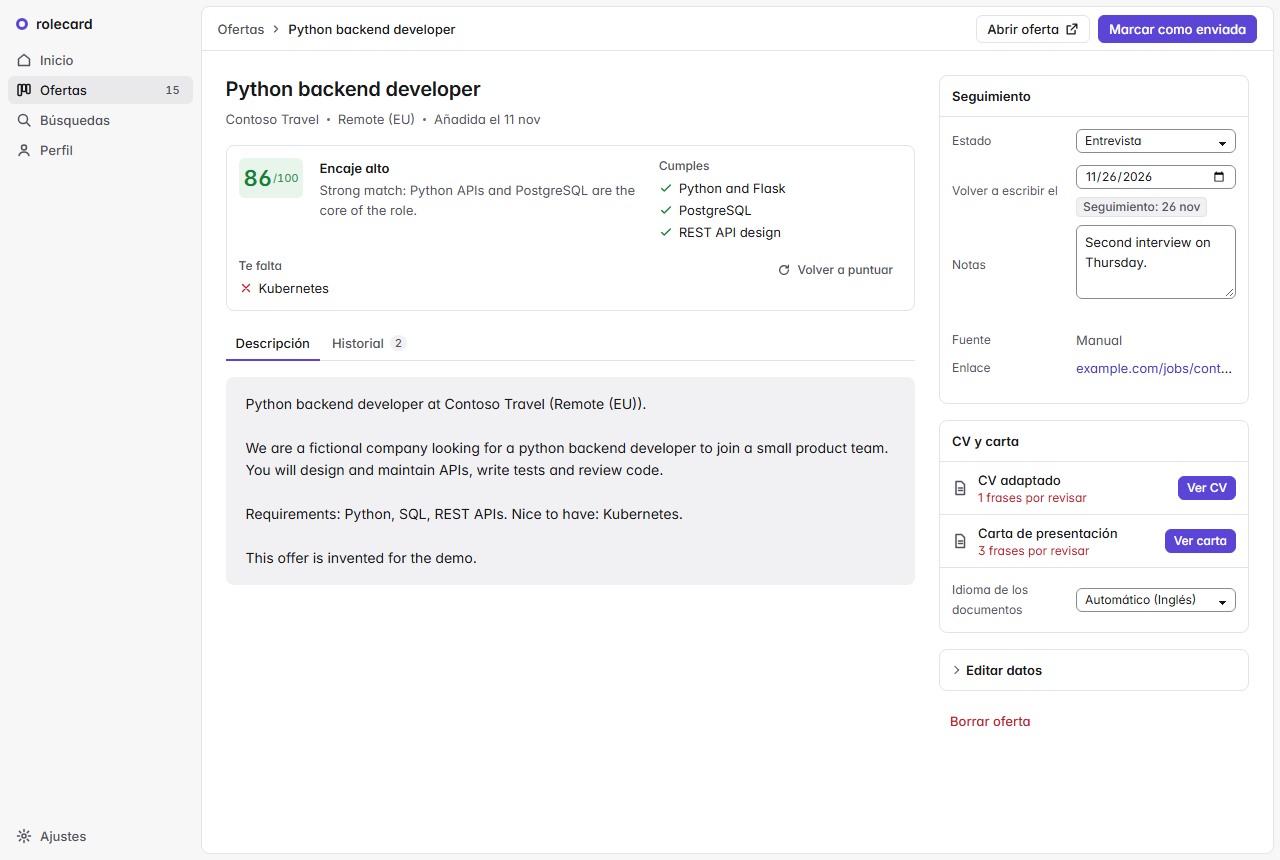 rolecard
Inicio
Ofertas 15
Búsquedas
Perfil
Ajustes
Ofertas > Python backend developer
Abrir oferta
Marcar como enviada
Python backend developer
Contoso Travel • Remote (EU) • Añadida el 11 nov
86/100
Encaje alto
Strong match: Python APIs and PostgreSQL are the
core of the role.
Cumples
Python and Flask
PostgreSQL
REST API design
Te falta
Kubernetes
Volver a puntuar
Descripción
Historial 2
Python backend developer at Contoso Travel (Remote (EU)).
We are a fictional company looking for a python backend developer to join a small product team.
You will design and maintain APIs, write tests and review code.
Requirements: Python, SQL, REST APIs. Nice to have: Kubernetes.
This offer is invented for the demo.
Seguimiento
Estado
Entrevista
Volver a escribir el
11/26/2026
Seguimiento: 26 nov
Notas
Second interview on
Thursday.
Fuente
Manual
Enlace
example.com/jobs/cont...
CV y carta
CV adaptado
1 frases por revisar
Ver CV
Carta de presentación
3 frases por revisar
Ver carta
Idioma de los
documentos
Automático (Inglés)
Editar datos
Borrar oferta